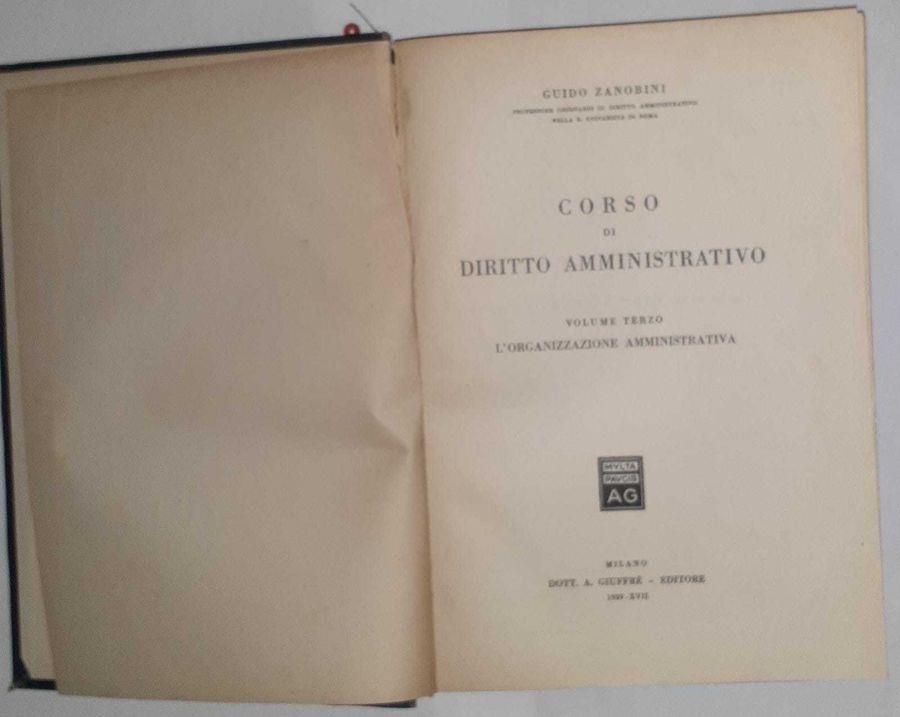 GUIDO ZANOBINI
PROFESSORE ORDINARIO DI DIRITTO AMMINISTRATIVO
NELLA R. UNIVERSITÀ DI ROMA
CORSO
DI
DIRITTO AMMINISTRATIVO
VOLUME TERZO
L'ORGANIZZAZIONE AMMINISTRATIVA
MVLTA
PAVCIS
AG
MILANO
DOTT. A. GIUFFRÈ - EDITORE
1939-XVII